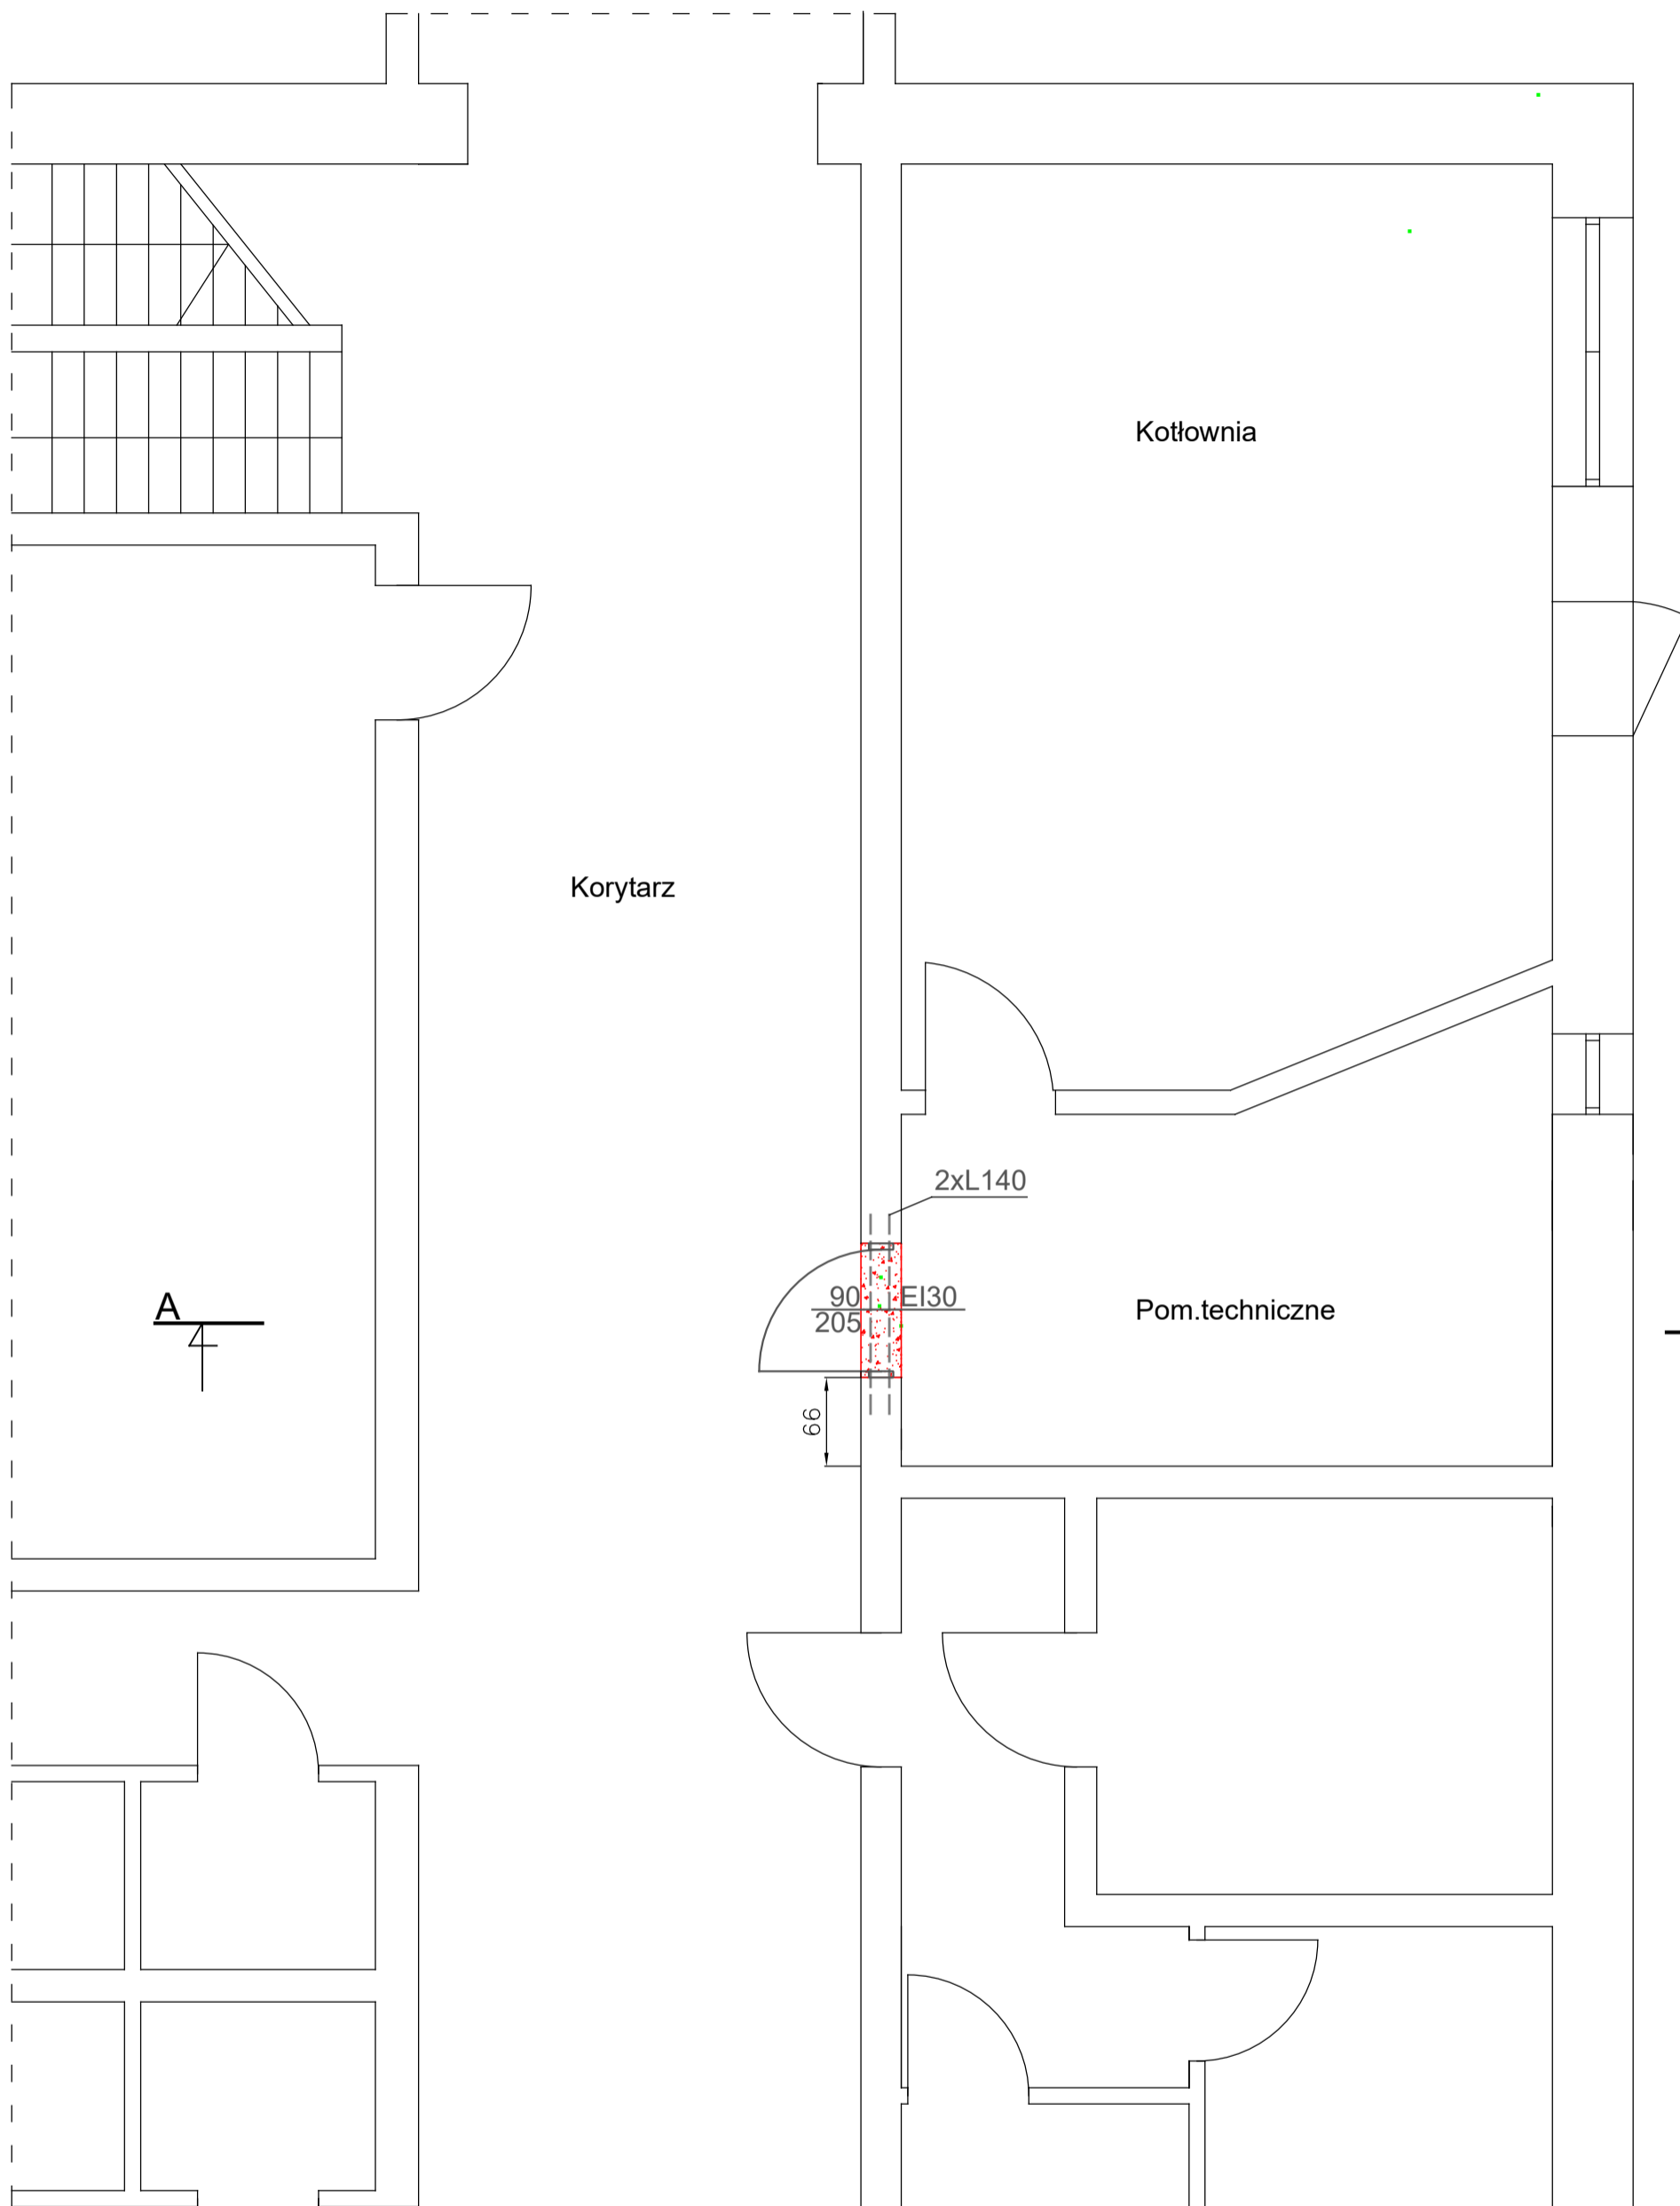 Kotłownia
Korytarz
2xL140
90 EI30
205
Pom.techniczne
A
66